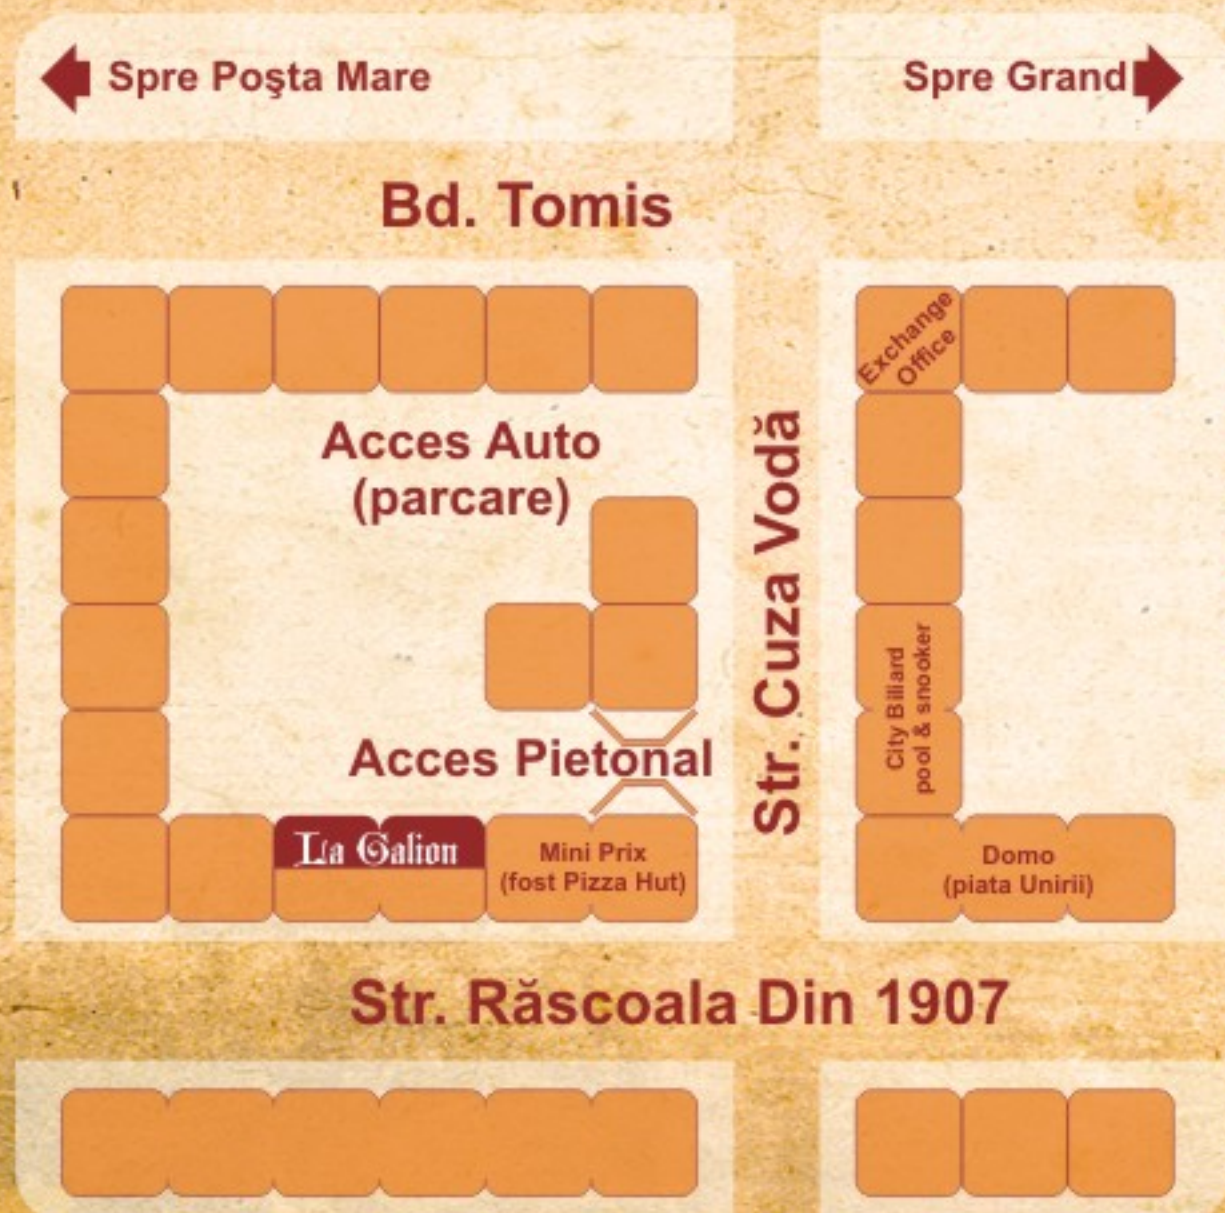 Spre Poşta Mare
Spre Grand
Bd. Tomis
Exchange
Office
Acces Auto
(parcare)
Str. Cuza Vodă
City Billiard
pool & snooker
Acces Pietonal
La Galion
Mini Prix
(fost Pizza Hut)
Domo
(piata Unirii)
Str. Răscoala Din 1907